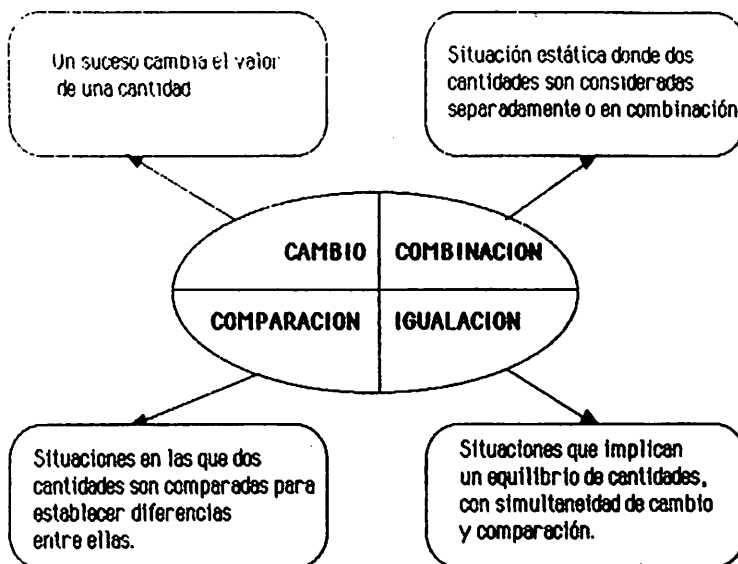 Un suceso cambia el valor
de una cantidad
Situación estática donde dos
cantidades son consideradas
separadamente o en combinación
CAMBIO
COMBINACION
COMPARACION
IGUALACION
Situaciones en las que dos
cantidades son comparadas para
establecer diferencias
entre ellas.
Situaciones que implican
un equilibrio de cantidades,
con simultaneidad de cambio
y comparación.